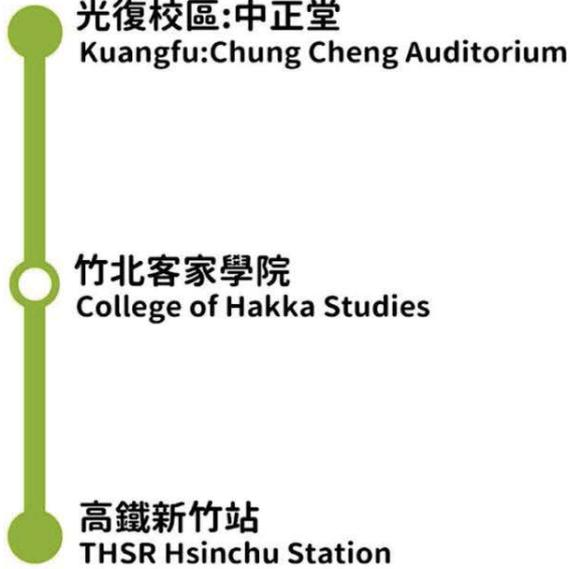 光復校區:中正堂
Kuangfu:Chung Cheng Auditorium
竹北客家學院
College of Hakka Studies
高鐵新竹站
THSR Hsinchu Station